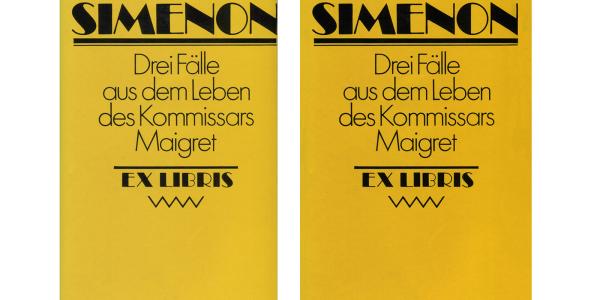 SIMENON
Drei Fälle
aus dem Leben
des Kommissars
Maigret
EX LIBRIS
SIMENON
Drei Fälle
aus dem Leben
des Kommissars
Maigret
EX LIBRIS